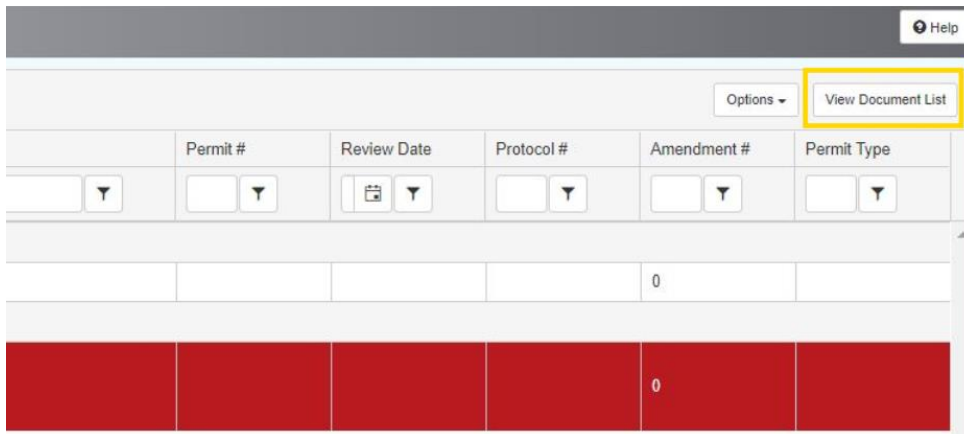 Help
Options View Document List
Permit # Review Date Protocol # Amendment # Permit Type
0
0